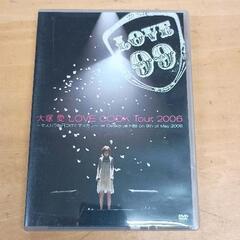 LOVE
99
大塚 愛 LOVE COOK Tour 2006
at Osaka-Jo Hall on 9th of May 2006
DVD